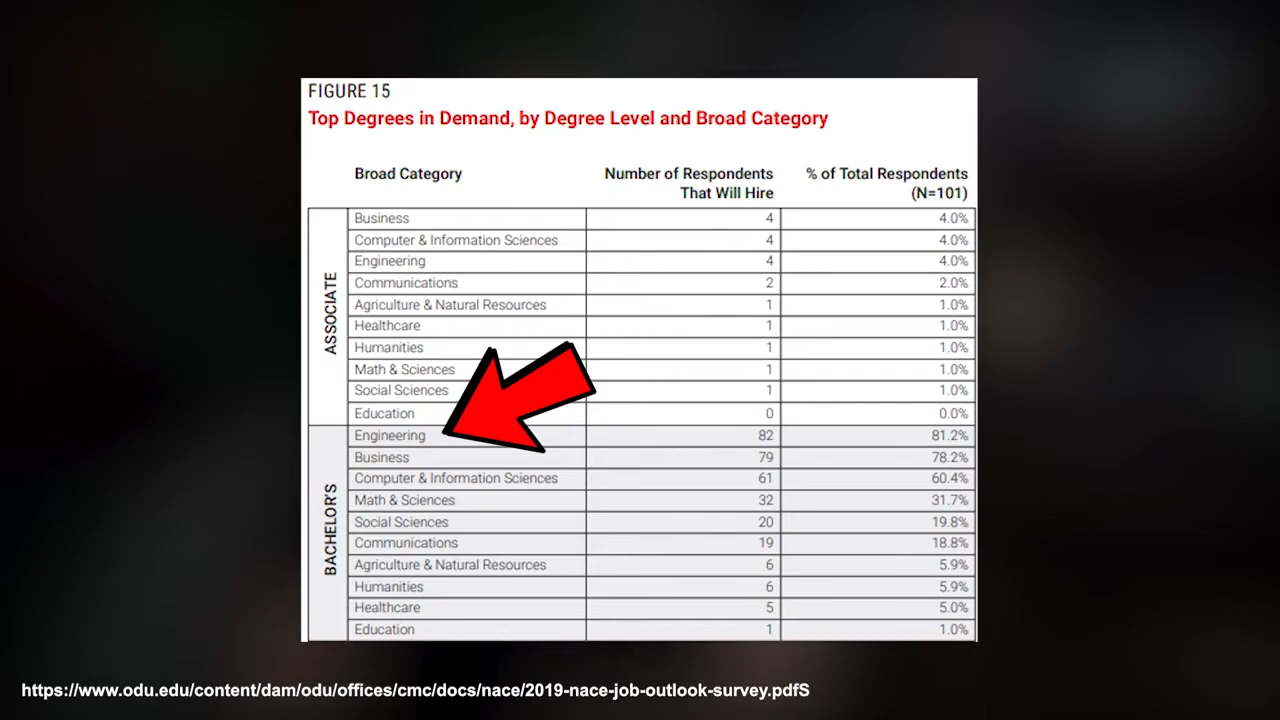 FIGURE 15
Top Degrees in Demand, by Degree Level and Broad Category
Broad Category Number of Respondents That Will Hire % of Total Respondents (N=101)
ASSOCIATE
Business 4 4.0%
Computer & Information Sciences 4 4.0%
Engineering 4 4.0%
Communications 2 2.0%
Agriculture & Natural Resources 1 1.0%
Healthcare 1 1.0%
Humanities 1 1.0%
Math & Sciences 1 1.0%
Social Sciences 1 1.0%
Education 0 0.0%
BACHELOR'S
Engineering 82 81.2%
Business 79 78.2%
Computer & Information Sciences 61 60.4%
Math & Sciences 32 31.7%
Social Sciences 20 19.8%
Communications 19 18.8%
Agriculture & Natural Resources 6 5.9%
Humanities 6 5.9%
Healthcare 5 5.0%
Education 1 1.0%
https://www.odu.edu/content/dam/odu/offices/cmc/docs/nace/2019-nace-job-outlook-survey.pdfS